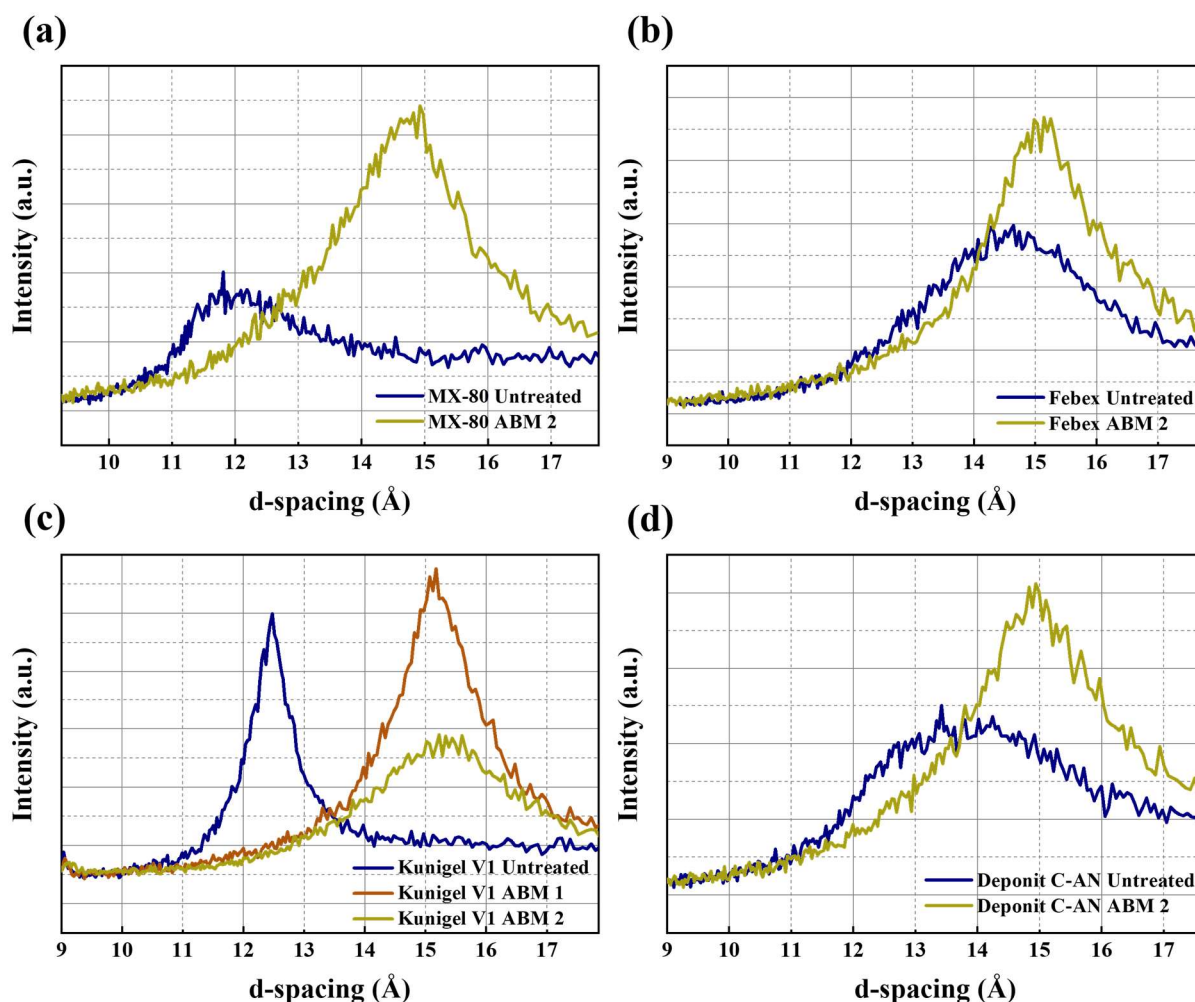 (a)
Intensity (a.u.)
MX-80 Untreated
MX-80 ABM 2
10 11 12 13 14 15 16 17
d-spacing (Å)
(b)
Intensity (a.u.)
Febex Untreated
Febex ABM 2
9 10 11 12 13 14 15 16 17
d-spacing (Å)
(c)
Intensity (a.u.)
Kunigel V1 Untreated
Kunigel V1 ABM 1
Kunigel V1 ABM 2
9 10 11 12 13 14 15 16 17
d-spacing (Å)
(d)
Intensity (a.u.)
Deponit C-AN Untreated
Deponit C-AN ABM 2
9 10 11 12 13 14 15 16 17
d-spacing (Å)